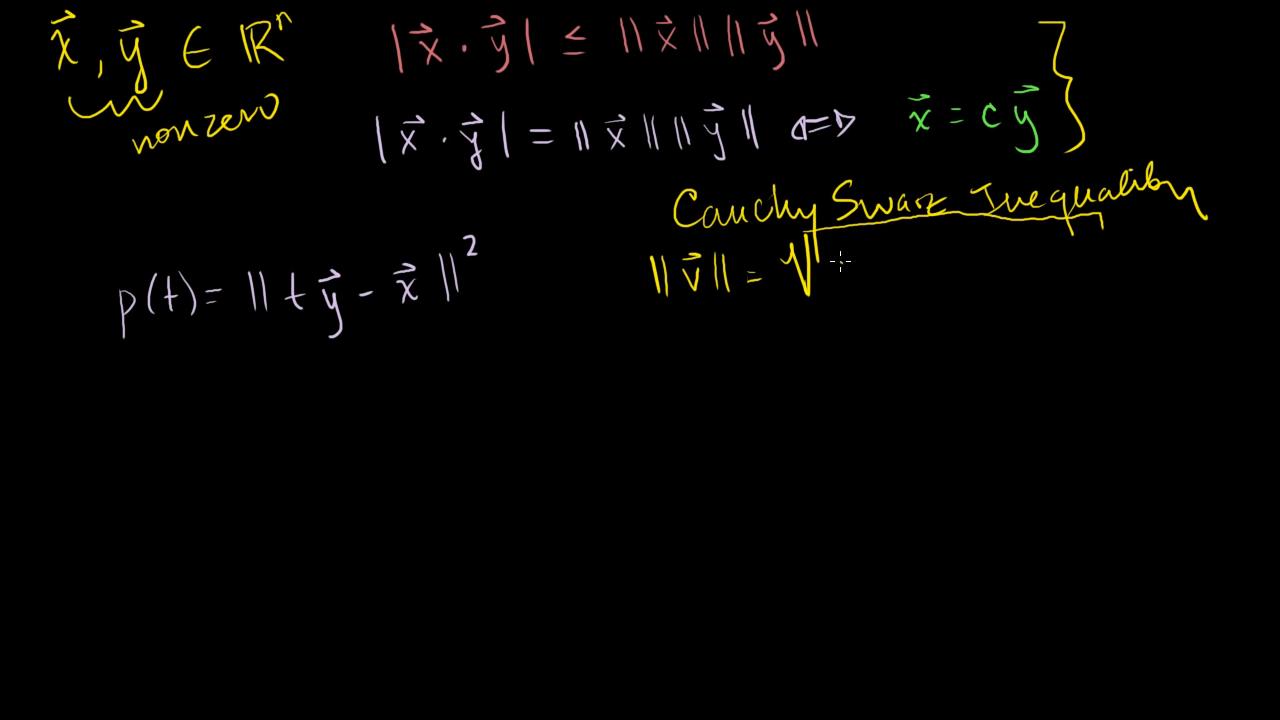 x⃗, y⃗ ∈ ℝⁿ
nonzero
|x⃗ · y⃗| ≤ ‖x⃗‖ ‖y⃗‖
|x⃗ · y⃗| = ‖x⃗‖ ‖y⃗‖ ⟺ x⃗ = c y⃗
Cauchy Swarz Inequality
‖v⃗‖ = √
p(t) = ‖t y⃗ − x⃗‖²